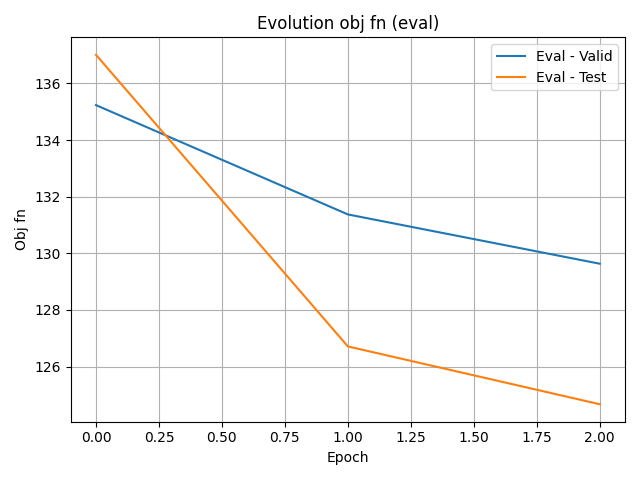 Evolution obj fn (eval)
Eval - Valid
Eval - Test
136
134
132
130
128
126
Obj fn
0.00 0.25 0.50 0.75 1.00 1.25 1.50 1.75 2.00
Epoch